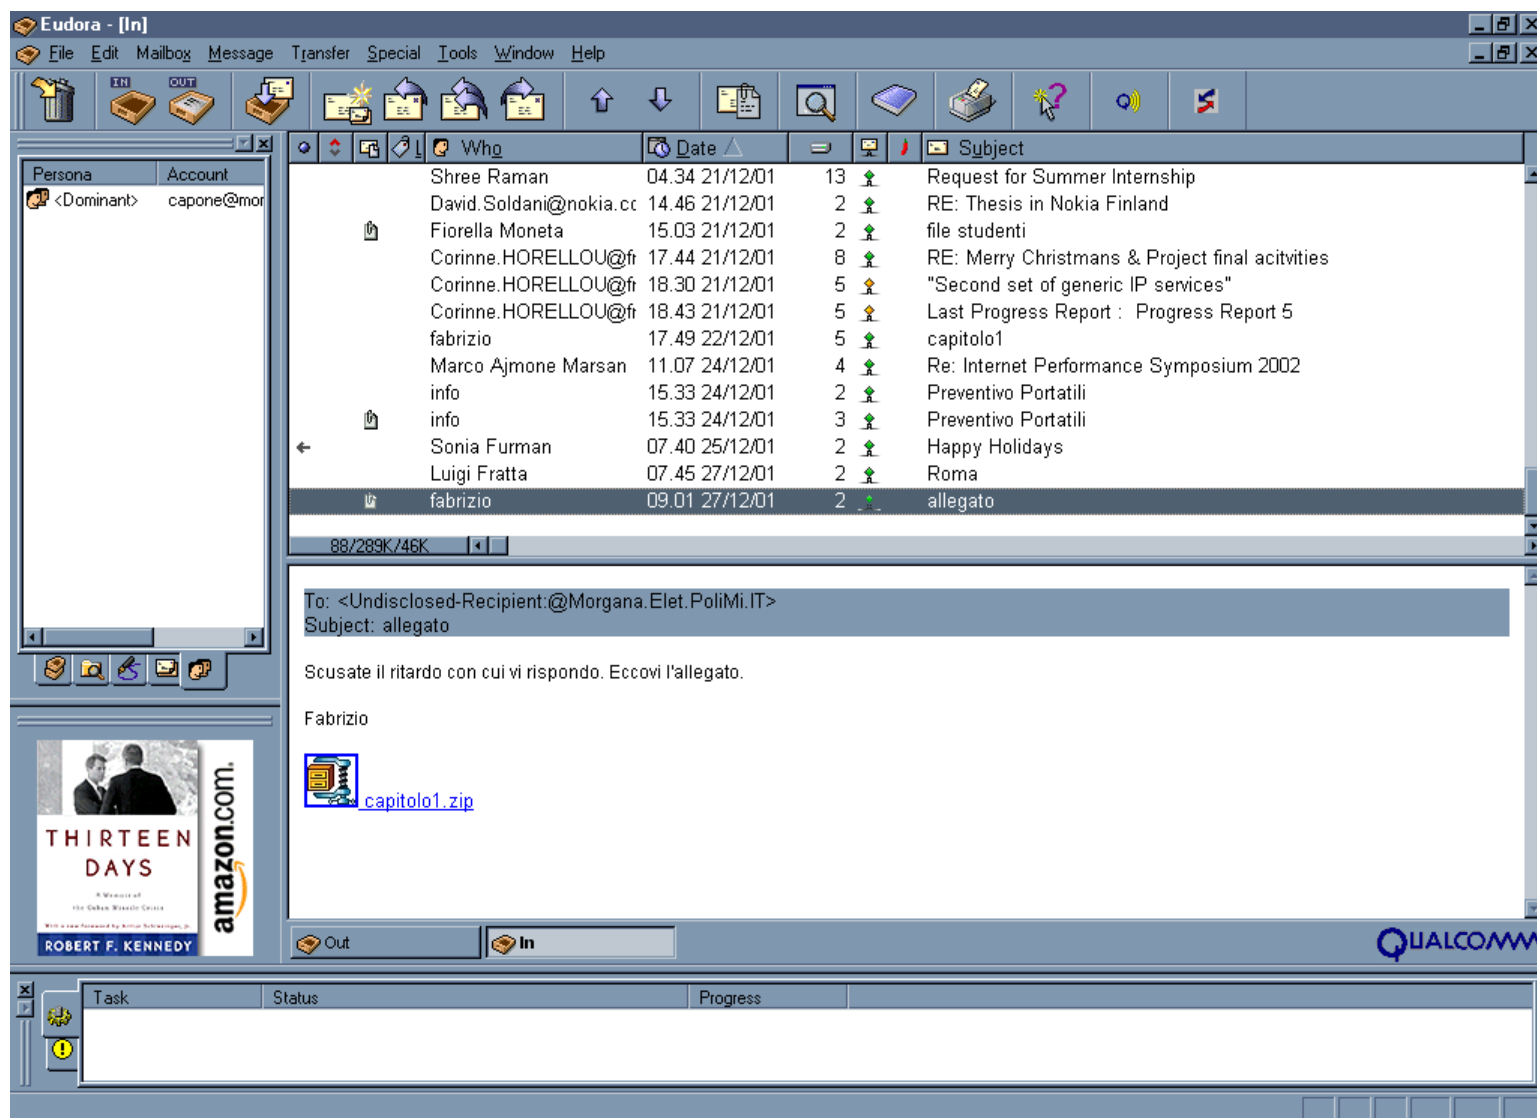 Eudora - [In]
File Edit Mailbox Message Transfer Special Tools Window Help
IN OUT
Persona Account
<Dominant> capone@mor
Who Date Subject
Shree Raman 04.34 21/12/01 13 Request for Summer Internship
David.Soldani@nokia.cc 14.46 21/12/01 2 RE: Thesis in Nokia Finland
Fiorella Moneta 15.03 21/12/01 2 file studenti
Corinne.HORELLOU@fr 17.44 21/12/01 8 RE: Merry Christmans & Project final acitvities
Corinne.HORELLOU@fr 18.30 21/12/01 5 "Second set of generic IP services"
Corinne.HORELLOU@fr 18.43 21/12/01 5 Last Progress Report : Progress Report 5
fabrizio 17.49 22/12/01 5 capitolo1
Marco Ajmone Marsan 11.07 24/12/01 4 Re: Internet Performance Symposium 2002
info 15.33 24/12/01 2 Preventivo Portatili
info 15.33 24/12/01 3 Preventivo Portatili
Sonia Furman 07.40 25/12/01 2 Happy Holidays
Luigi Fratta 07.45 27/12/01 2 Roma
fabrizio 09.01 27/12/01 2 allegato
88/289K/46K
To: <Undisclosed-Recipient:@Morgana.Elet.PoliMi.IT>
Subject: allegato
Scusate il ritardo con cui vi rispondo. Eccovi l'allegato.
Fabrizio
capitolo1.zip
THIRTEEN
DAYS
A Memoir of
the Cuban Missile Crisis
ROBERT F. KENNEDY
amazon.com.
Out In
QUALCOMM
Task Status Progress